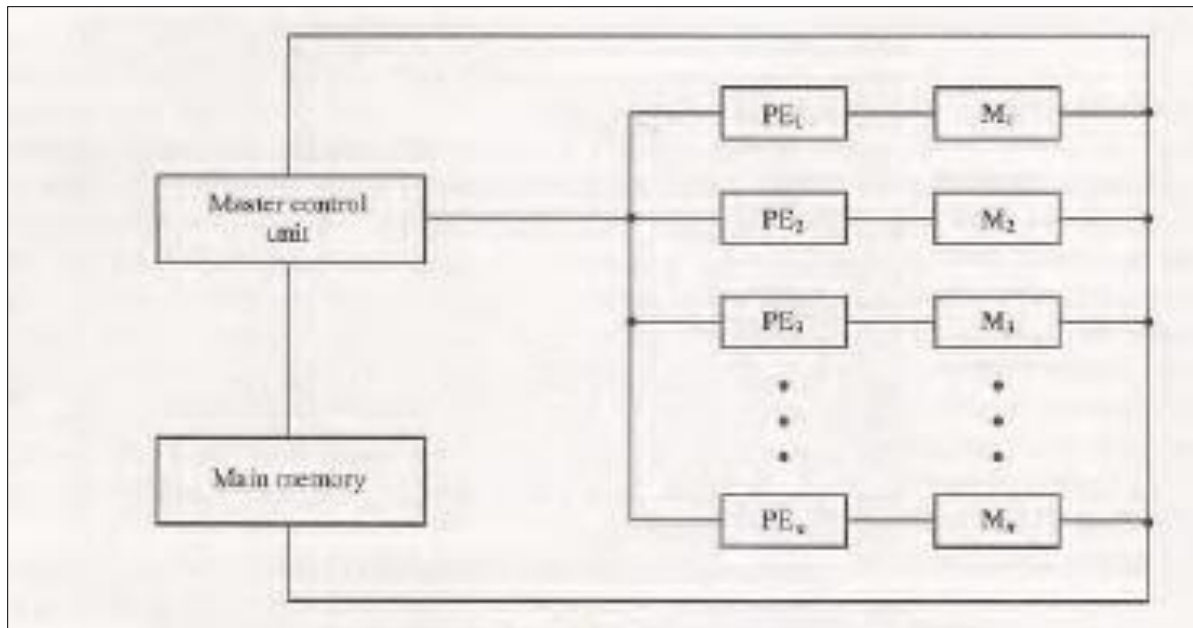 PE₁ M₁
Master control
unit
PE₂ M₂
PE₃ M₃
Main memory
PEₙ Mₙ